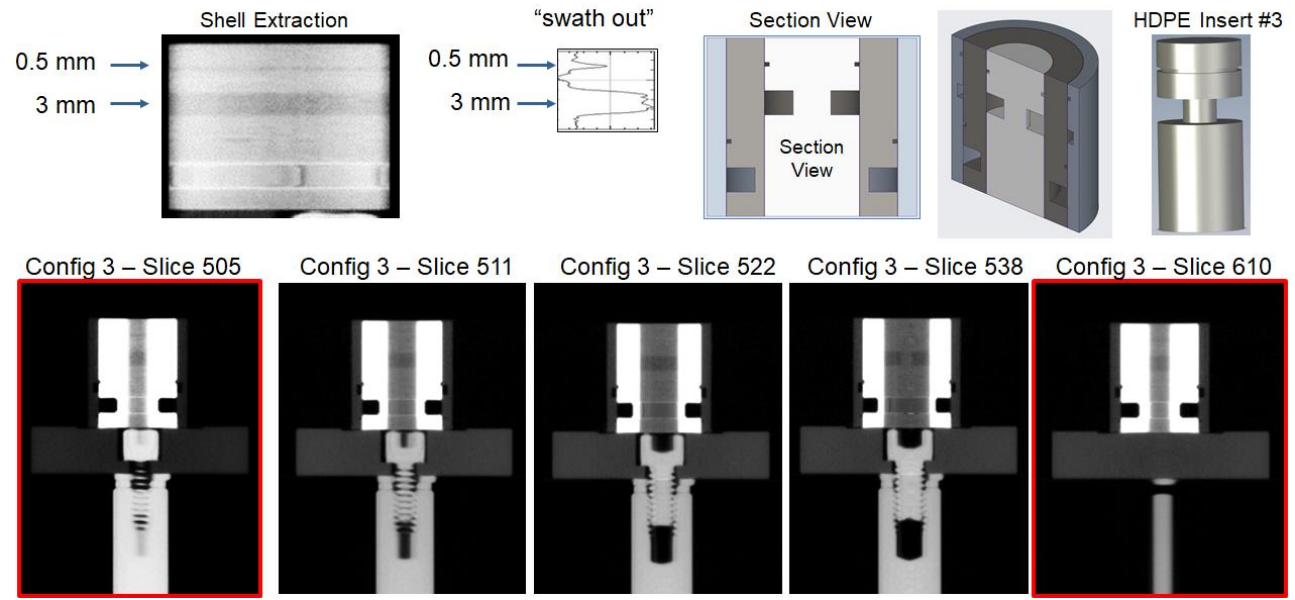 Shell Extraction
“swath out”
Section View
HDPE Insert #3
0.5 mm
3 mm
0.5 mm
3 mm
Section
View
Config 3 – Slice 505
Config 3 – Slice 511
Config 3 – Slice 522
Config 3 – Slice 538
Config 3 – Slice 610